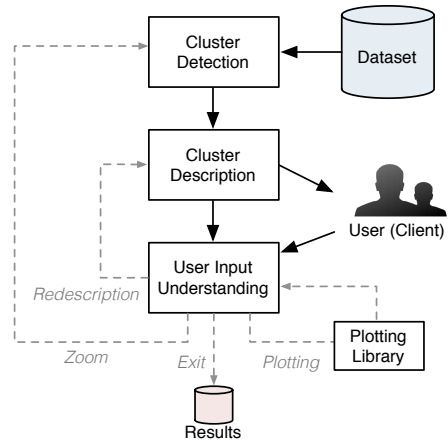 Cluster
Detection
Dataset
Cluster
Description
User (Client)
User Input
Understanding
Redescription
Plotting
Library
Zoom
Exit
Plotting
Results